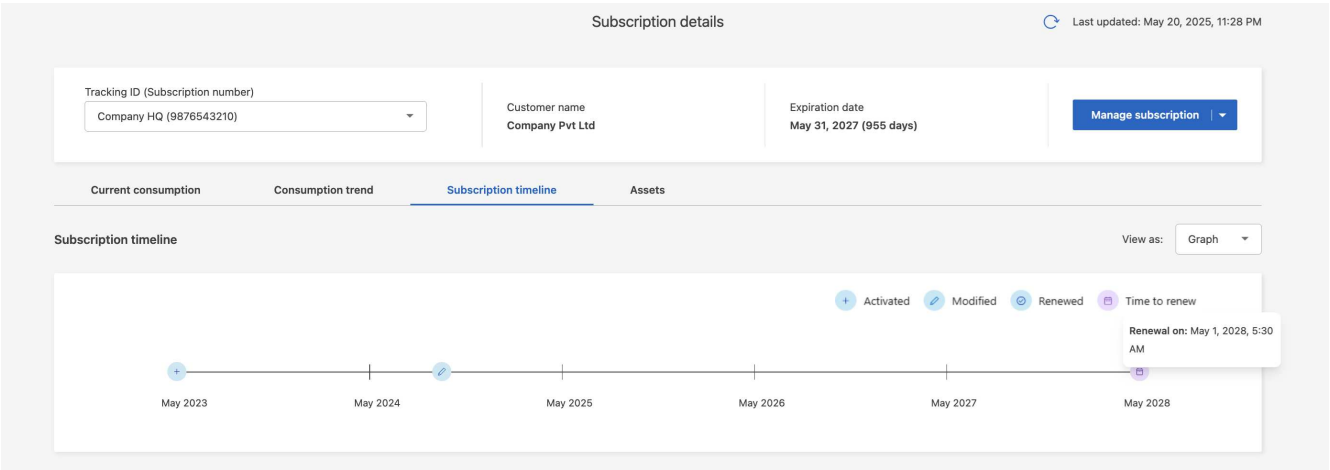 Subscription details
Last updated: May 20, 2025, 11:28 PM
Tracking ID (Subscription number)
Company HQ (9876543210)
Customer name
Company Pvt Ltd
Expiration date
May 31, 2027 (955 days)
Manage subscription
Current consumption
Consumption trend
Subscription timeline
Assets
Subscription timeline
View as:
Graph
Activated
Modified
Renewed
Time to renew
Renewal on: May 1, 2028, 5:30
AM
May 2023
May 2024
May 2025
May 2026
May 2027
May 2028